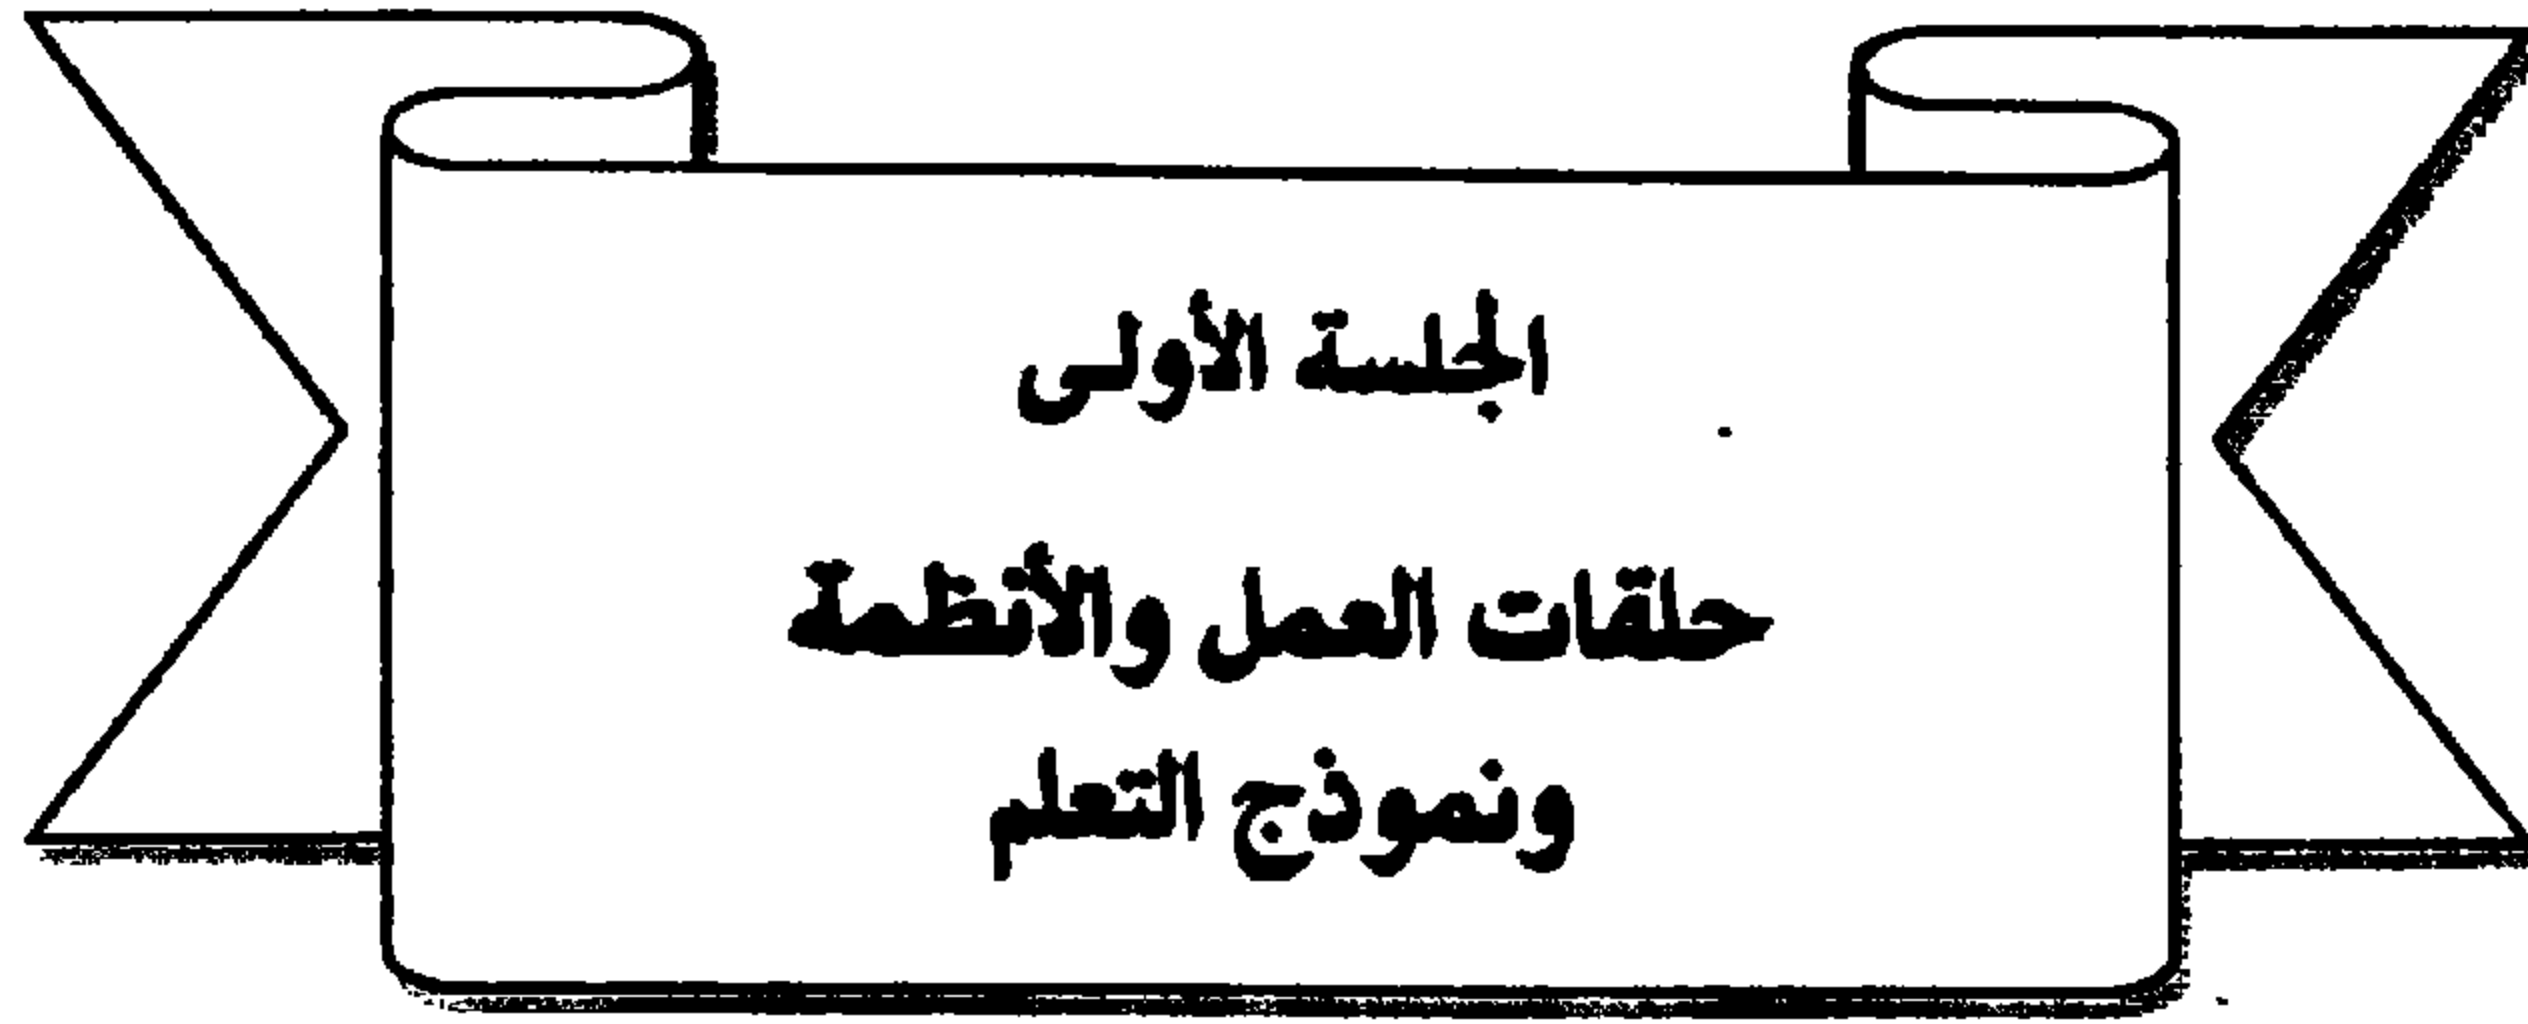 الجلسة الأولى
حلقات العمل والأنظمة
ونموذج التعلم